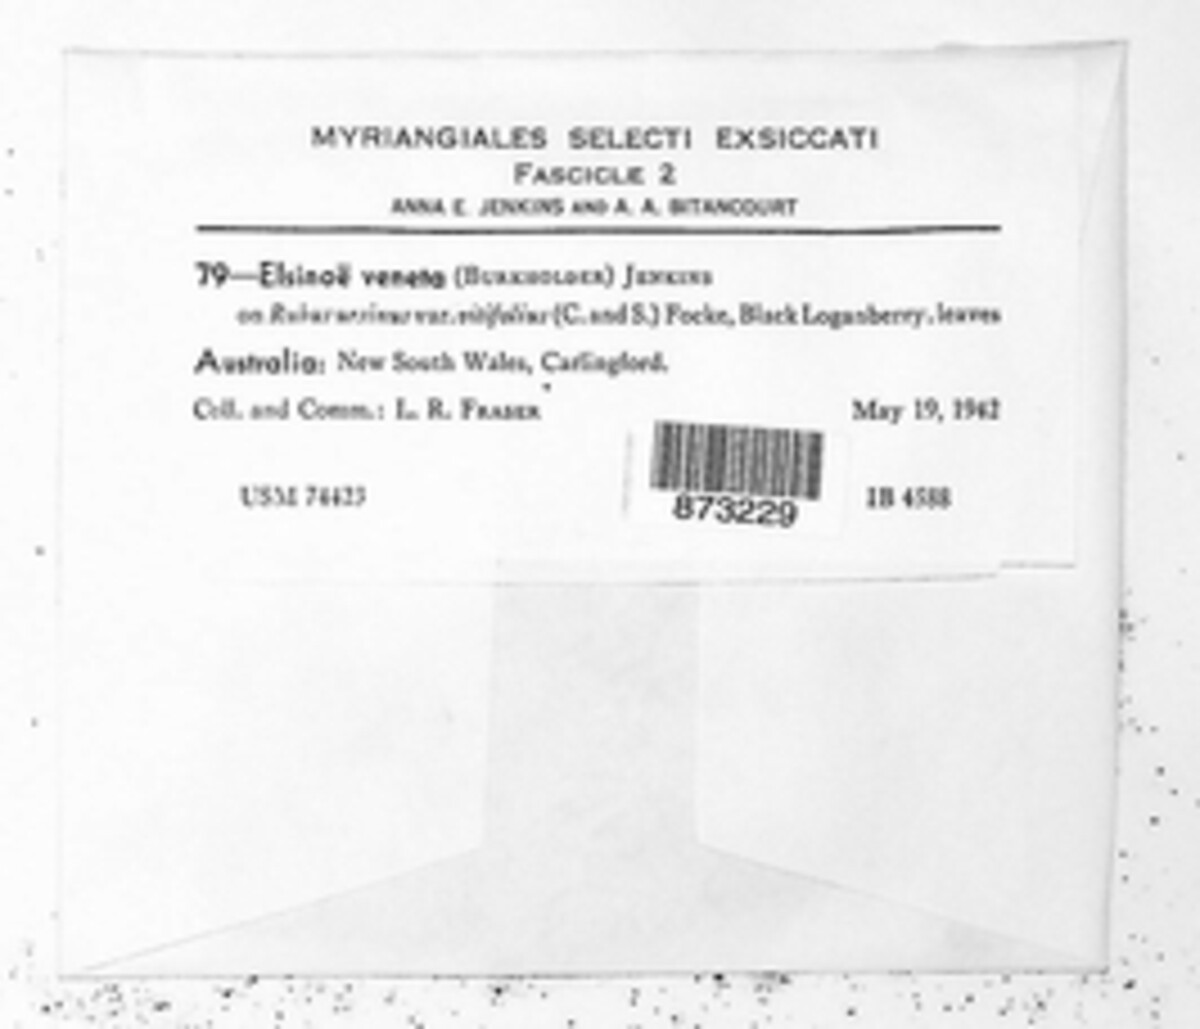 MYRIANGIALES SELECTI EXSICCATI
FASCICLE 2
ANNA E. JENKINS AND A. A. BITANCOURT
79—Elsinoë veneta (BURKHOLDER) JENKINS
on Rubus ursinus var. vitifolius (C. and S.) Focke, Black Loganberry, leaves
Australia: New South Wales, Carlingford.
Coll. and Comm.: L. R. FRASER May 19, 1942
USM 74423 IB 4588
873229